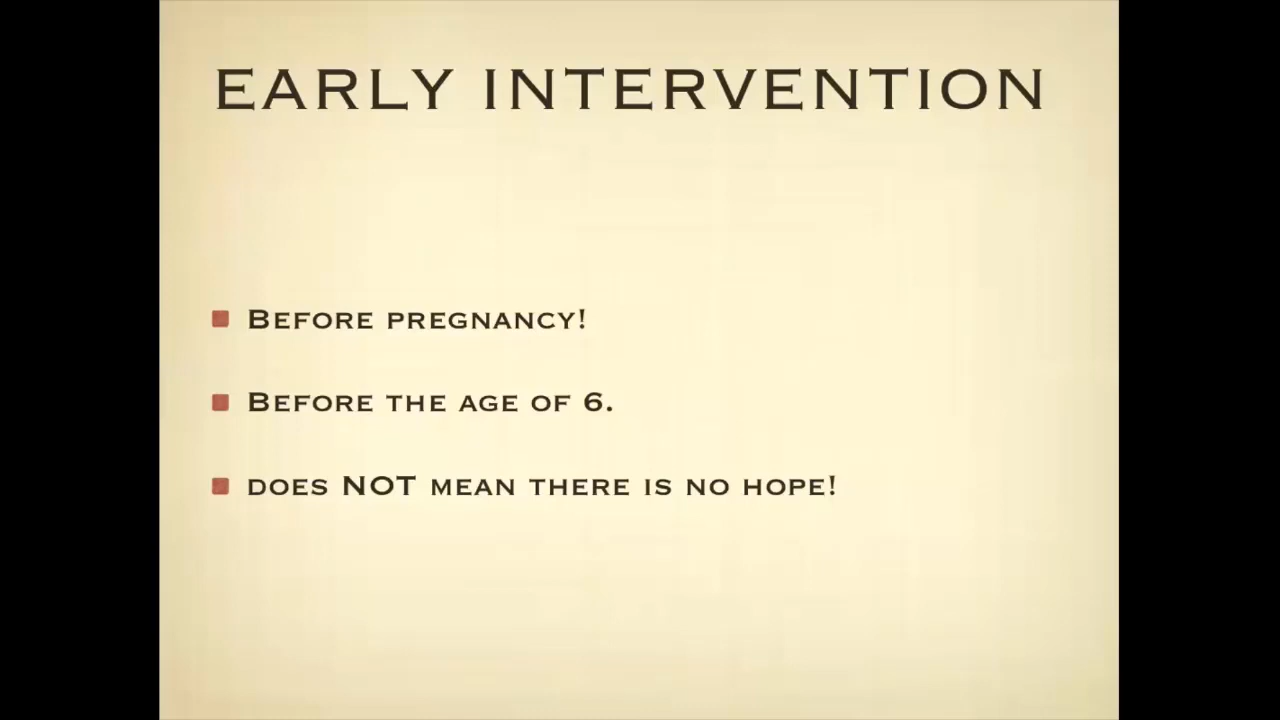 EARLY INTERVENTION
BEFORE PREGNANCY!
BEFORE THE AGE OF 6.
DOES NOT MEAN THERE IS NO HOPE!